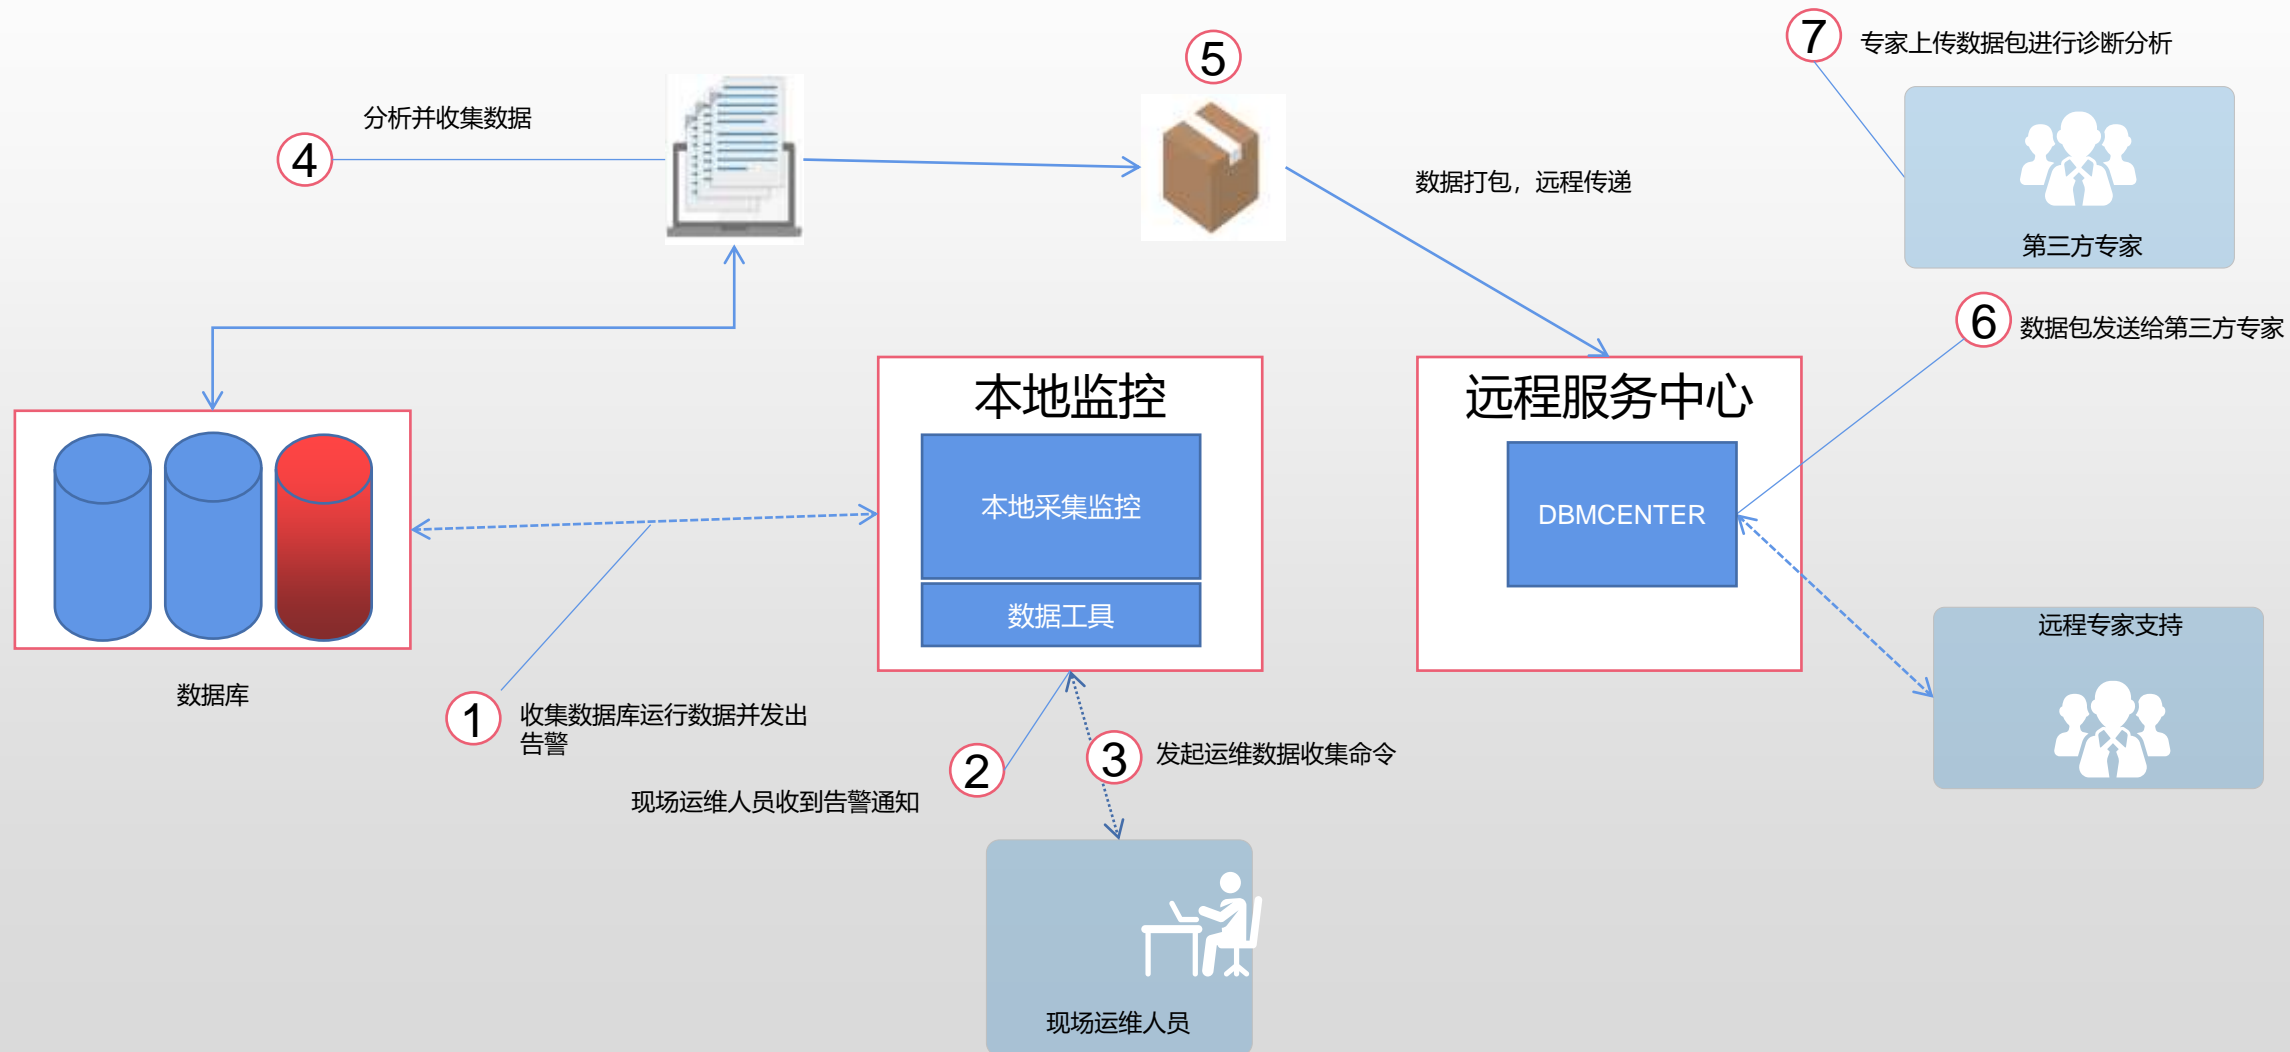 ⑦
专家上传数据包进行诊断分析
⑤
分析并收集数据
④
数据打包，远程传递
第三方专家
⑥
数据包发送给第三方专家
本地监控
远程服务中心
本地采集监控
DBMCENTER
数据工具
远程专家支持
数据库
①
收集数据库运行数据并发出
告警
②
③
发起运维数据收集命令
现场运维人员收到告警通知
现场运维人员